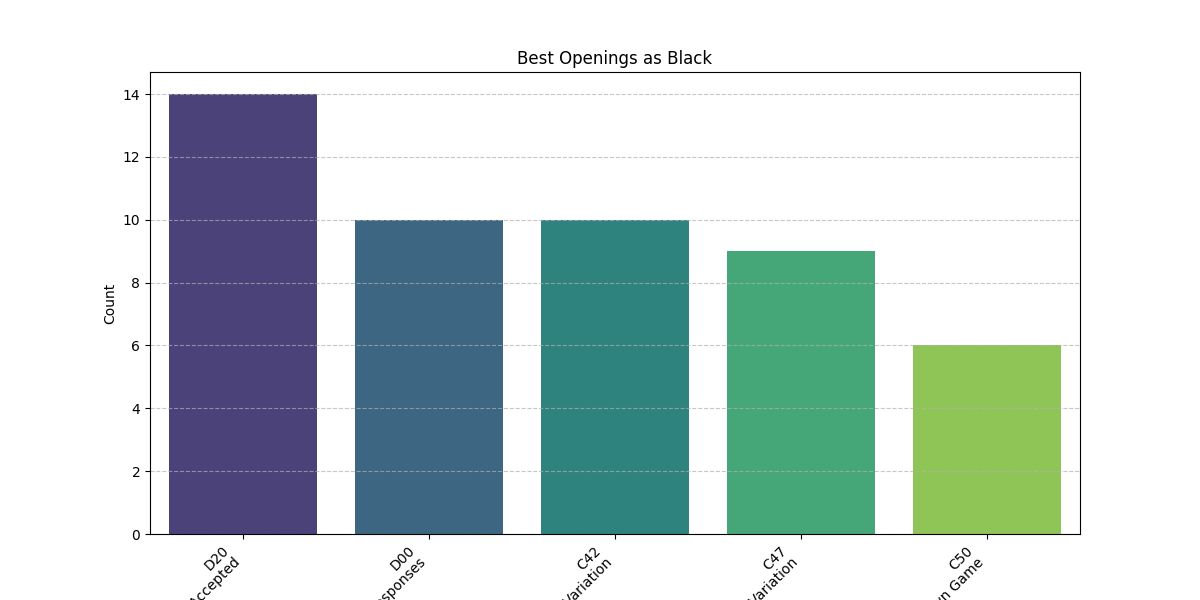 Best Openings as Black
14
12
10
8
6
4
2
0
Count
D20
Accepted
D00
C42
Variation
C47
Variation
C50
Game